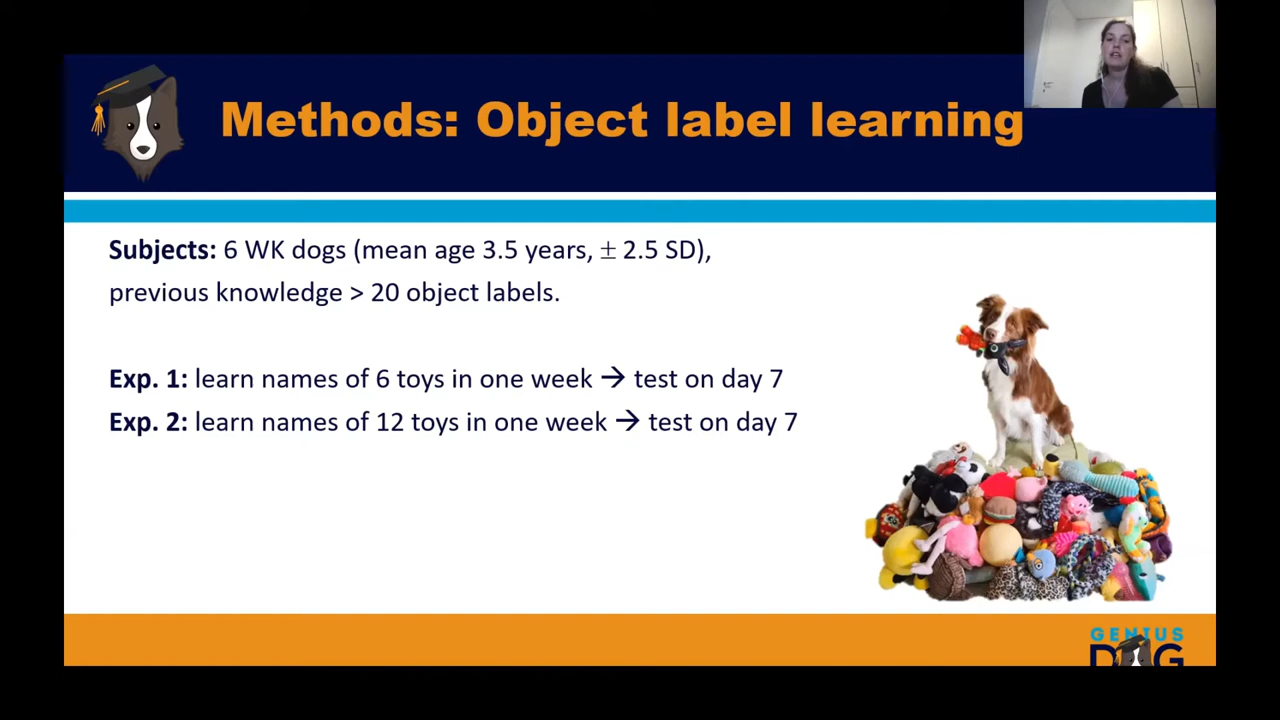 Methods: Object label learning
Subjects: 6 WK dogs (mean age 3.5 years, ± 2.5 SD),
previous knowledge > 20 object labels.
Exp. 1: learn names of 6 toys in one week → test on day 7
Exp. 2: learn names of 12 toys in one week → test on day 7
GENIUS
DOG